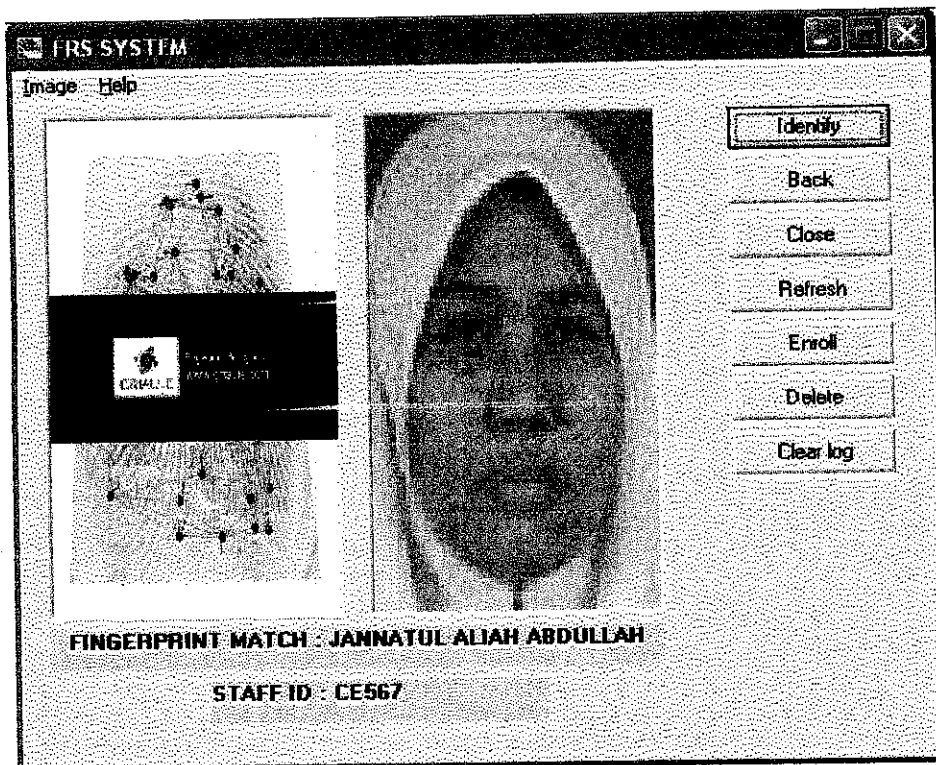 FRS SYSTEM
Image Help
Identify
Back
Close
Refresh
Enroll
Delete
Clear log
GRIAULE
FINGERPRINT MATCH : JANNATUL ALIAH ABDULLAH
STAFF ID : CE567